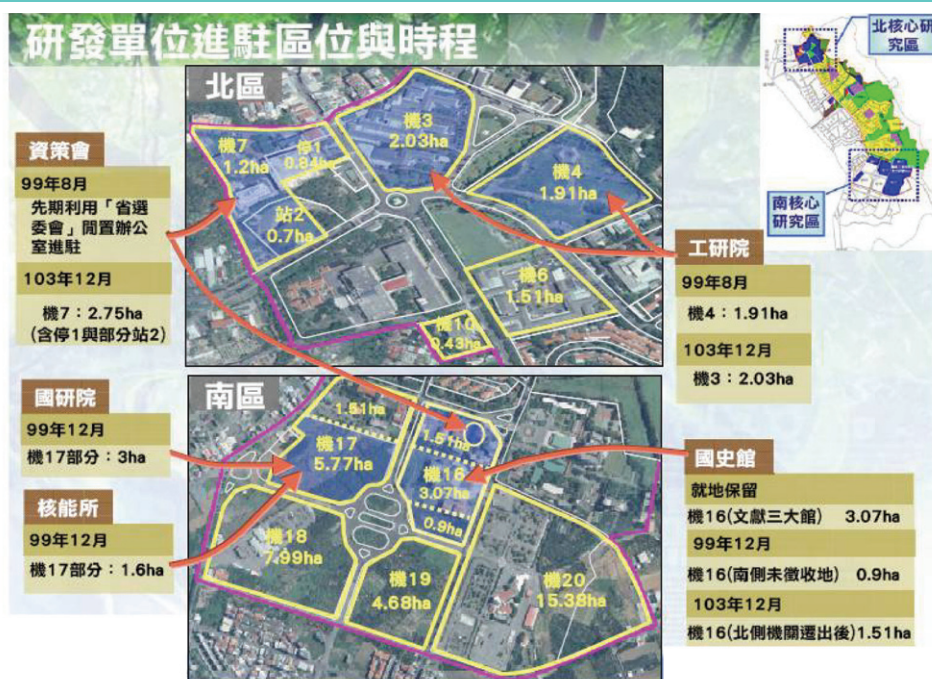 研發單位進駐區位與時程
北核心研究區
南核心研究區
北區
機7
1.2ha
停1
0.84ha
機3
2.03ha
機4
1.91ha
站2
0.7ha
機6
1.51ha
機10
0.43ha
資策會
99年8月
先期利用「省選
委會」閒置辦公
室進駐
103年12月
機7：2.75ha
(含停1與部分站2)
工研院
99年8月
機4：1.91ha
103年12月
機3：2.03ha
南區
1.51ha
機17
5.77ha
1.51ha
機16
3.07ha
0.9ha
機18
7.99ha
機19
4.68ha
機20
15.38ha
國研院
99年12月
機17部分：3ha
核能所
99年12月
機17部分：1.6ha
國史館
就地保留
機16(文獻三大館) 3.07ha
99年12月
機16(南側未徵收地) 0.9ha
103年12月
機16(北側機關遷出後)1.51ha